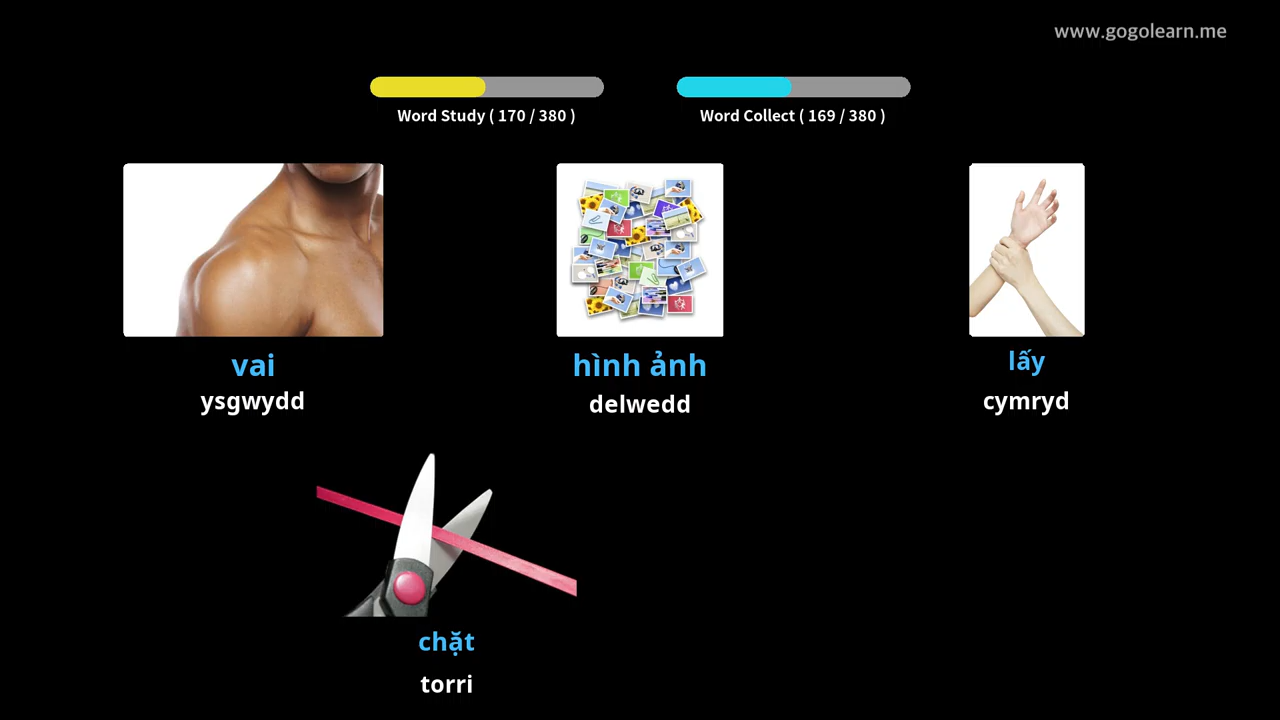 www.gogolearn.me
Word Study ( 170 / 380 )
Word Collect ( 169 / 380 )
vai
ysgwydd
hình ảnh
delwedd
lấy
cymryd
chặt
torri